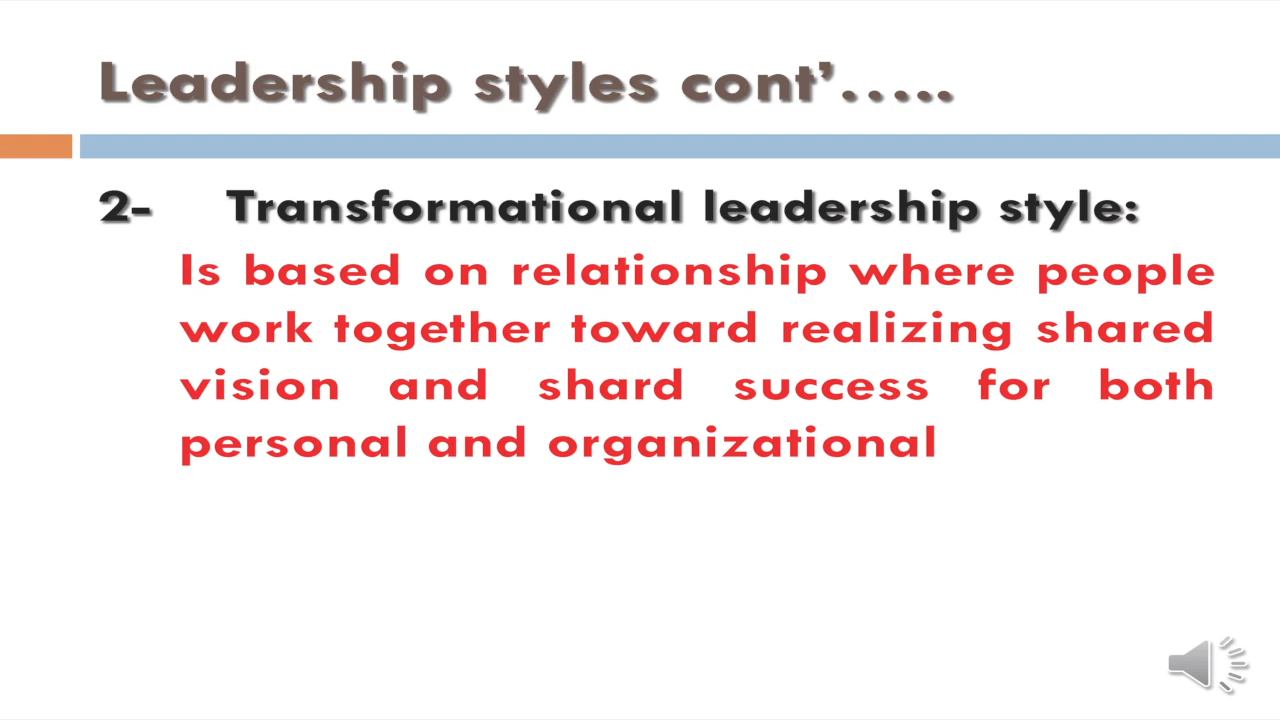 Leadership styles cont’.....
2- Transformational leadership style:
Is based on relationship where people
work together toward realizing shared
vision and shard success for both
personal and organizational